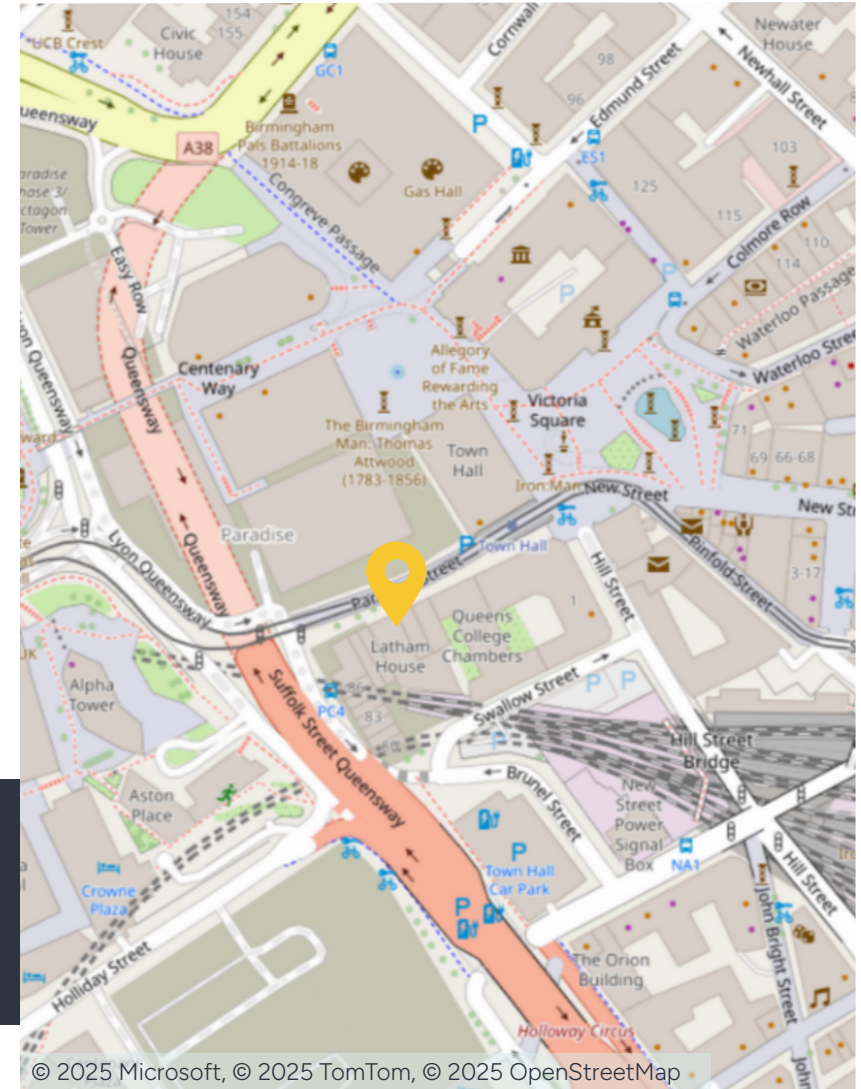 154
155
Civic
House
UCB Crest
GC1
Cornwall
98
96
Edmund Street
Newater
House
Newhall Street
103
Queensway
A38
Birmingham
Pals Battalions
1914-18
Gas Hall
ES1
125
115
Colmore Row
110
114
Waterloo Passage
Waterloo Stre
Congreve Passage
Easy Row
Queensway
Lyon Queensway
Centenary
Way
Allegory
of Fame
Rewarding
the Arts
Victoria
Square
The Birmingham
Man: Thomas
Attwood
(1783-1856)
Town
Hall
Iron:Man
71
69 66-68
New Street
New St
Paradise
Lyon Queensway
Queensway
P Town Hall
Pinfold Street
3-17
Hill Street
1
Street
Latham
House
Queens
College
Chambers
Alpha
Tower
PC4
86
83
Suffolk Street Queensway
Swallow Street
P P
Hill Street
Bridge
Brunel Street
New
Street
Power
Signal
Box
NA1
Aston
Place
Crowne
Plaza
P
Town Hall
Car Park
P
Hill Street
John Bright Street
The Orion
Building
Holliday Street
Holloway Circus
John
© 2025 Microsoft, © 2025 TomTom, © 2025 OpenStreetMap